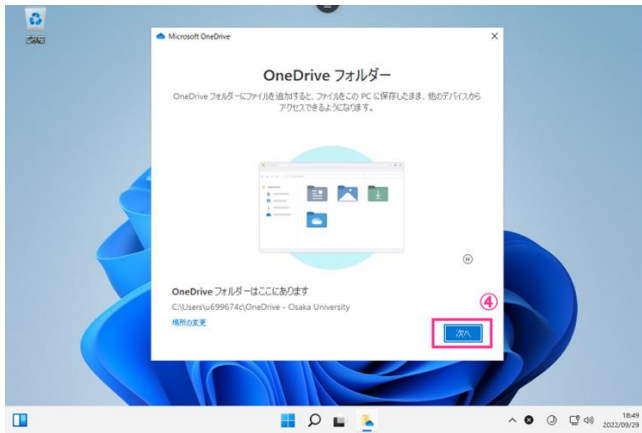 ごみ箱
Microsoft OneDrive
OneDrive フォルダー
OneDrive フォルダーにファイルを追加すると、ファイルをこの PC に保存したまま、他のデバイスから
アクセスできるようになります。
OneDrive フォルダーはここにあります
C:\Users\u699674c\OneDrive - Osaka University
場所の変更
④
次へ
18:49
2022/09/29